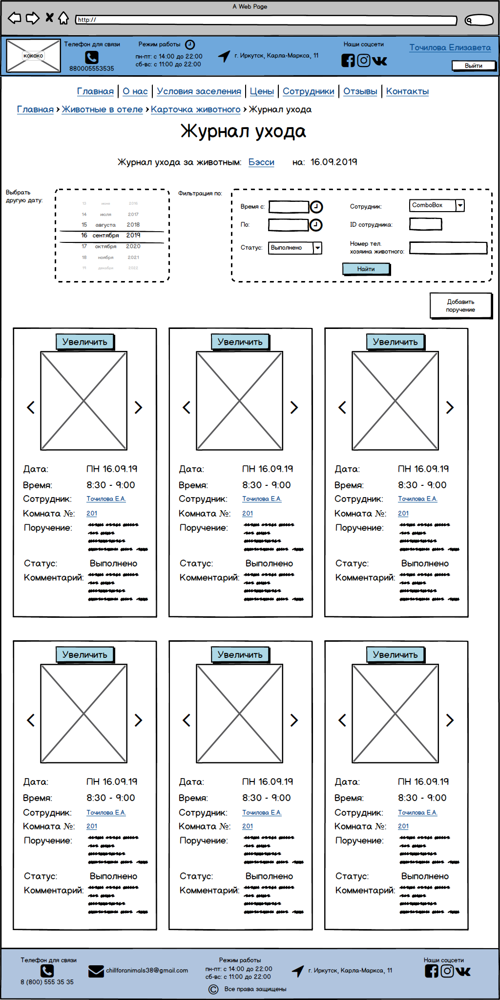 A Web Page
http://
кококо
Телефон для связи
880005553535
Режим работы
пн-пт: с 14:00 до 22:00
сб-вс: с 11:00 до 22:00
г. Иркутск, Карла-Маркса, 11
Наши соцсети
Точилова Елизавета
Выйти
Главная О нас Условия заселения Цены Сотрудники Отзывы Контакты
Главная › Животные в отеле › Карточка животного › Журнал ухода
Журнал ухода
Журнал ухода за животным: Бэсси на: 16.09.2019
Выбрать
другую дату:
13 июня 2016
14 июля 2017
15 августа 2018
16 сентября 2019
17 октября 2020
18 ноября 2021
19 декабря 2022
Фильтрация по:
Время с:
Сотрудник: ComboBox
По:
ID сотрудника:
Статус: Выполнено
Номер тел.
хозяина животного:
Найти
Добавить
поручение
Увеличить
Дата: ПН 16.09.19
Время: 8:30 - 9:00
Сотрудник: Точилова Е.А.
Комната №: 201
Поручение:
Статус: Выполнено
Комментарий:
Увеличить
Дата: ПН 16.09.19
Время: 8:30 - 9:00
Сотрудник: Точилова Е.А.
Комната №: 201
Поручение:
Статус: Выполнено
Комментарий:
Увеличить
Дата: ПН 16.09.19
Время: 8:30 - 9:00
Сотрудник: Точилова Е.А.
Комната №: 201
Поручение:
Статус: Выполнено
Комментарий:
Увеличить
Дата: ПН 16.09.19
Время: 8:30 - 9:00
Сотрудник: Точилова Е.А.
Комната №: 201
Поручение:
Статус: Выполнено
Комментарий:
Увеличить
Дата: ПН 16.09.19
Время: 8:30 - 9:00
Сотрудник: Точилова Е.А.
Комната №: 201
Поручение:
Статус: Выполнено
Комментарий:
Увеличить
Дата: ПН 16.09.19
Время: 8:30 - 9:00
Сотрудник: Точилова Е.А.
Комната №: 201
Поручение:
Статус: Выполнено
Комментарий:
Телефон для связи
8 (800) 555 35 35
chillforanimals38@gmail.com
Режим работы
пн-пт: с 14:00 до 22:00
сб-вс: с 11:00 до 22:00
г. Иркутск, Карла-Маркса, 11
Наши соцсети
© Все права защищены